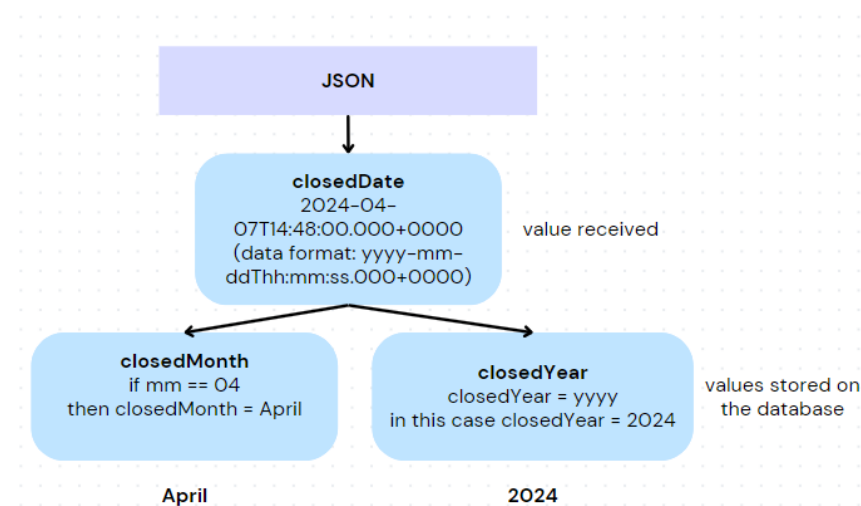 JSON
closedDate
2024-04-
07T14:48:00.000+0000
(data format: yyyy-mm-
ddThh:mm:ss.000+0000)
value received
closedMonth
if mm == 04
then closedMonth = April
closedYear
closedYear = yyyy
in this case closedYear = 2024
values stored on
the database
April
2024